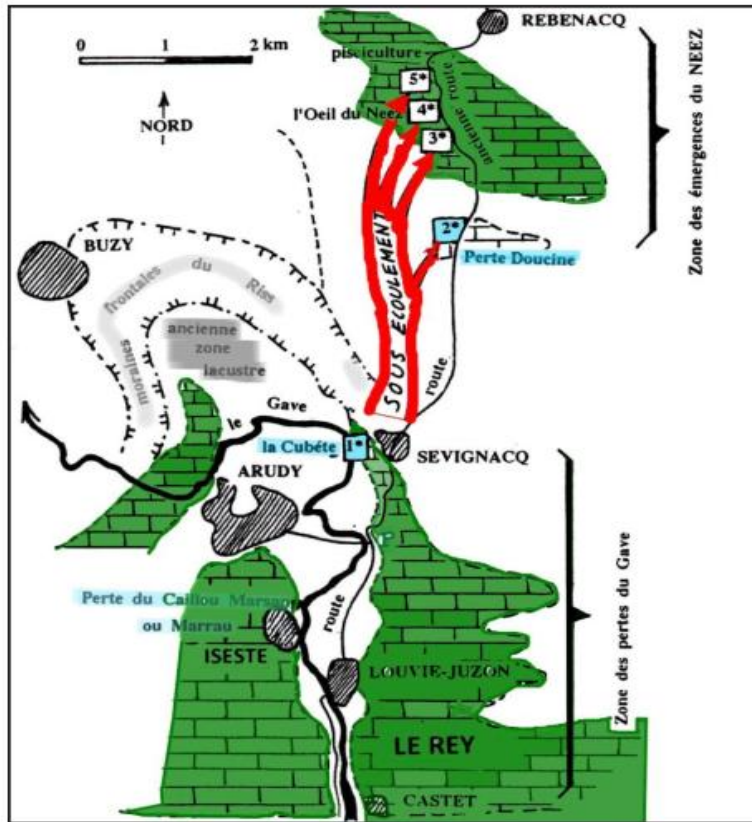 0 1 2 km
REBENACQ
pisciculture
5*
ancienne route
NORD
l'Oeil du Neez
4*
3*
Zone des émergences du NEEZ
BUZY
2*
Perte Doucine
moraines frontales du Riss
SOUS ECOULEMENT
ancienne
zone
lacustre
route
le Gave
la Cubéte
1*
SEVIGNACQ
ARUDY
P
Perte du Caillou Marsao
ou Marrau
route
ISESTE
LOUVIE-JUZON
Zone des pertes du Gave
LE REY
CASTET